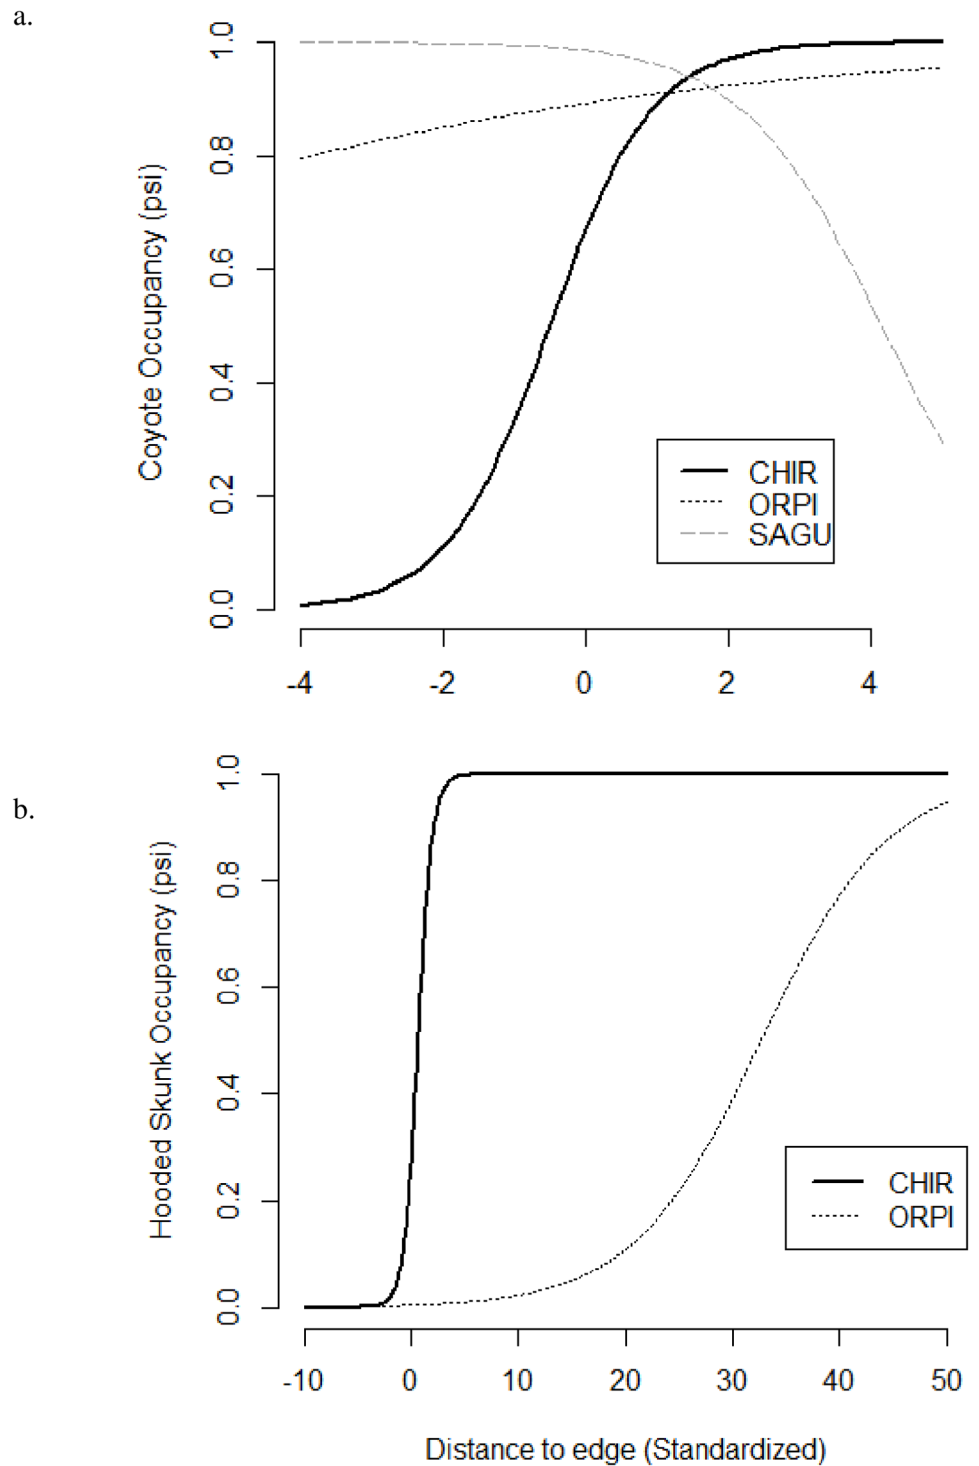 a.
Coyote Occupancy (psi)
1.0
0.8
0.6
0.4
0.2
0.0
CHIR
ORPI
SAGU
-4 -2 0 2 4
b.
Hooded Skunk Occupancy (psi)
1.0
0.8
0.6
0.4
0.2
0.0
CHIR
ORPI
-10 0 10 20 30 40 50
Distance to edge (Standardized)